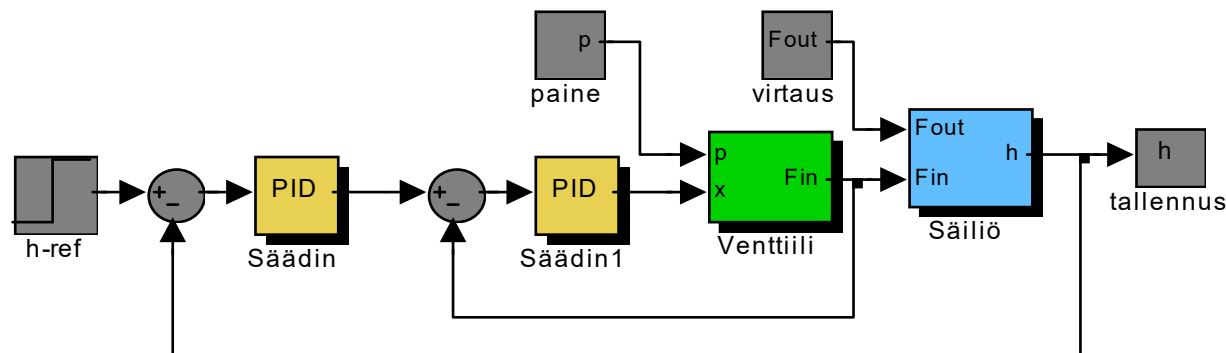 p
paine
Fout
virtaus
+
−
h-ref
PID
Säädin
+
−
PID
Säädin1
p
x
Fin
Venttiili
Fout
Fin
h
Säiliö
h
tallennus